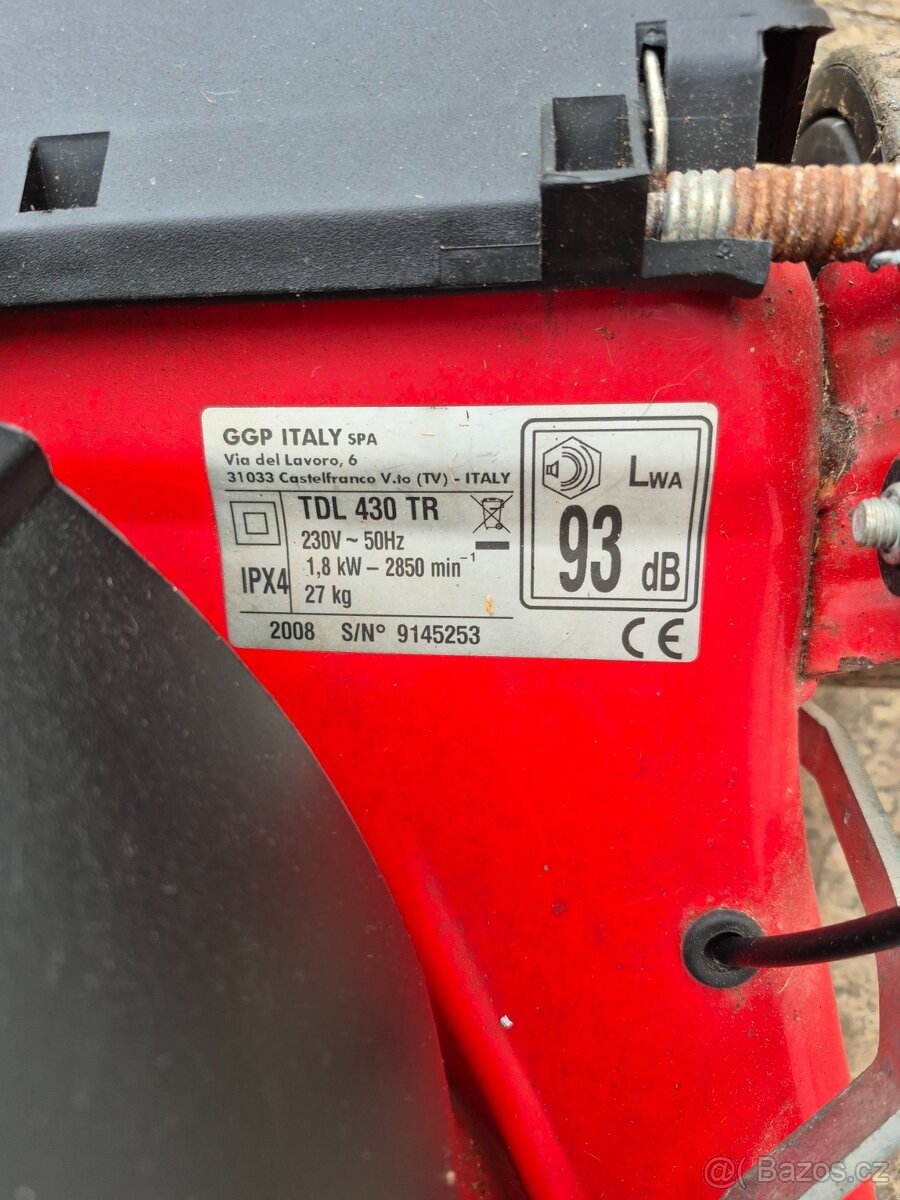 GGP ITALY SPA
Via del Lavoro, 6
31033 Castelfranco V.to (TV) - ITALY
TDL 430 TR
230V ~ 50Hz
1,8 kW – 2850 min⁻¹
IPX4
27 kg
2008 S/N° 9145253
LWA
93 dB
CE
@Bazos.cz